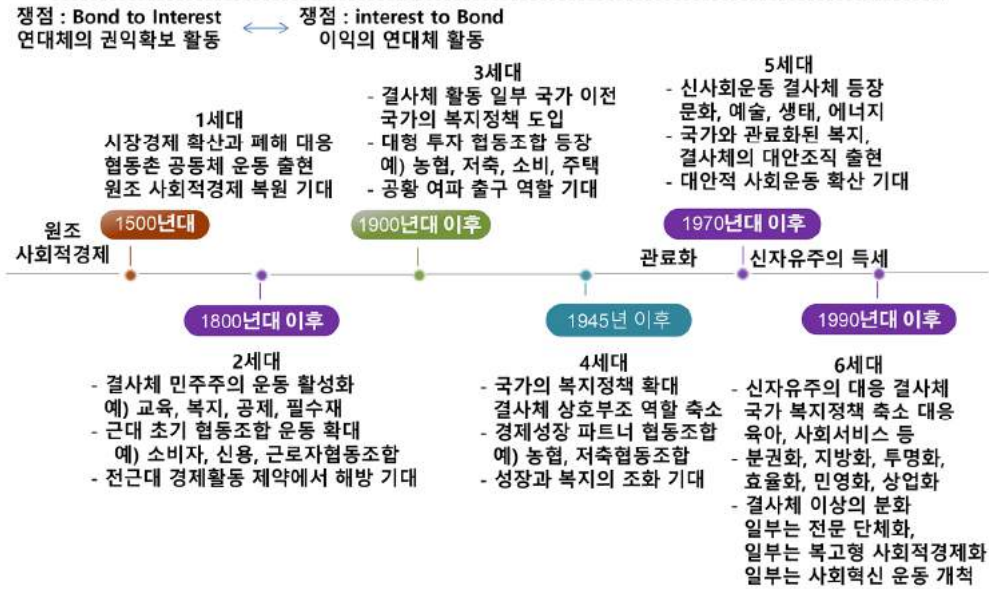 쟁점 : Bond to Interest
연대체의 권익확보 활동
쟁점 : interest to Bond
이익의 연대체 활동
1세대
시장경제 확산과 폐해 대응
협동촌 공동체 운동 출현
원조 사회적경제 복원 기대
3세대
- 결사체 활동 일부 국가 이전
국가의 복지정책 도입
- 대형 투자 협동조합 등장
예) 농협, 저축, 소비, 주택
- 공황 여파 출구 역할 기대
5세대
- 신사회운동 결사체 등장
문화, 예술, 생태, 에너지
- 국가와 관료화된 복지,
결사체의 대안조직 출현
- 대안적 사회운동 확산 기대
원조
사회적경제
1500년대
1900년대 이후
1970년대 이후
관료화
신자유주의 득세
1800년대 이후
1945년 이후
1990년대 이후
2세대
- 결사체 민주주의 운동 활성화
예) 교육, 복지, 공제, 필수재
- 근대 초기 협동조합 운동 확대
예) 소비자, 신용, 근로자협동조합
- 전근대 경제활동 제약에서 해방 기대
4세대
- 국가의 복지정책 확대
결사체 상호부조 역할 축소
- 경제성장 파트너 협동조합
예) 농협, 저축협동조합
- 성장과 복지의 조화 기대
6세대
- 신자유주의 대응 결사체
국가 복지정책 축소 대응
육아, 사회서비스 등
- 분권화, 지방화, 투명화,
효율화, 민영화, 상업화
- 결사체 이상의 분화
일부는 전문 단체화,
일부는 복고형 사회적경제화
일부는 사회혁신 운동 개척